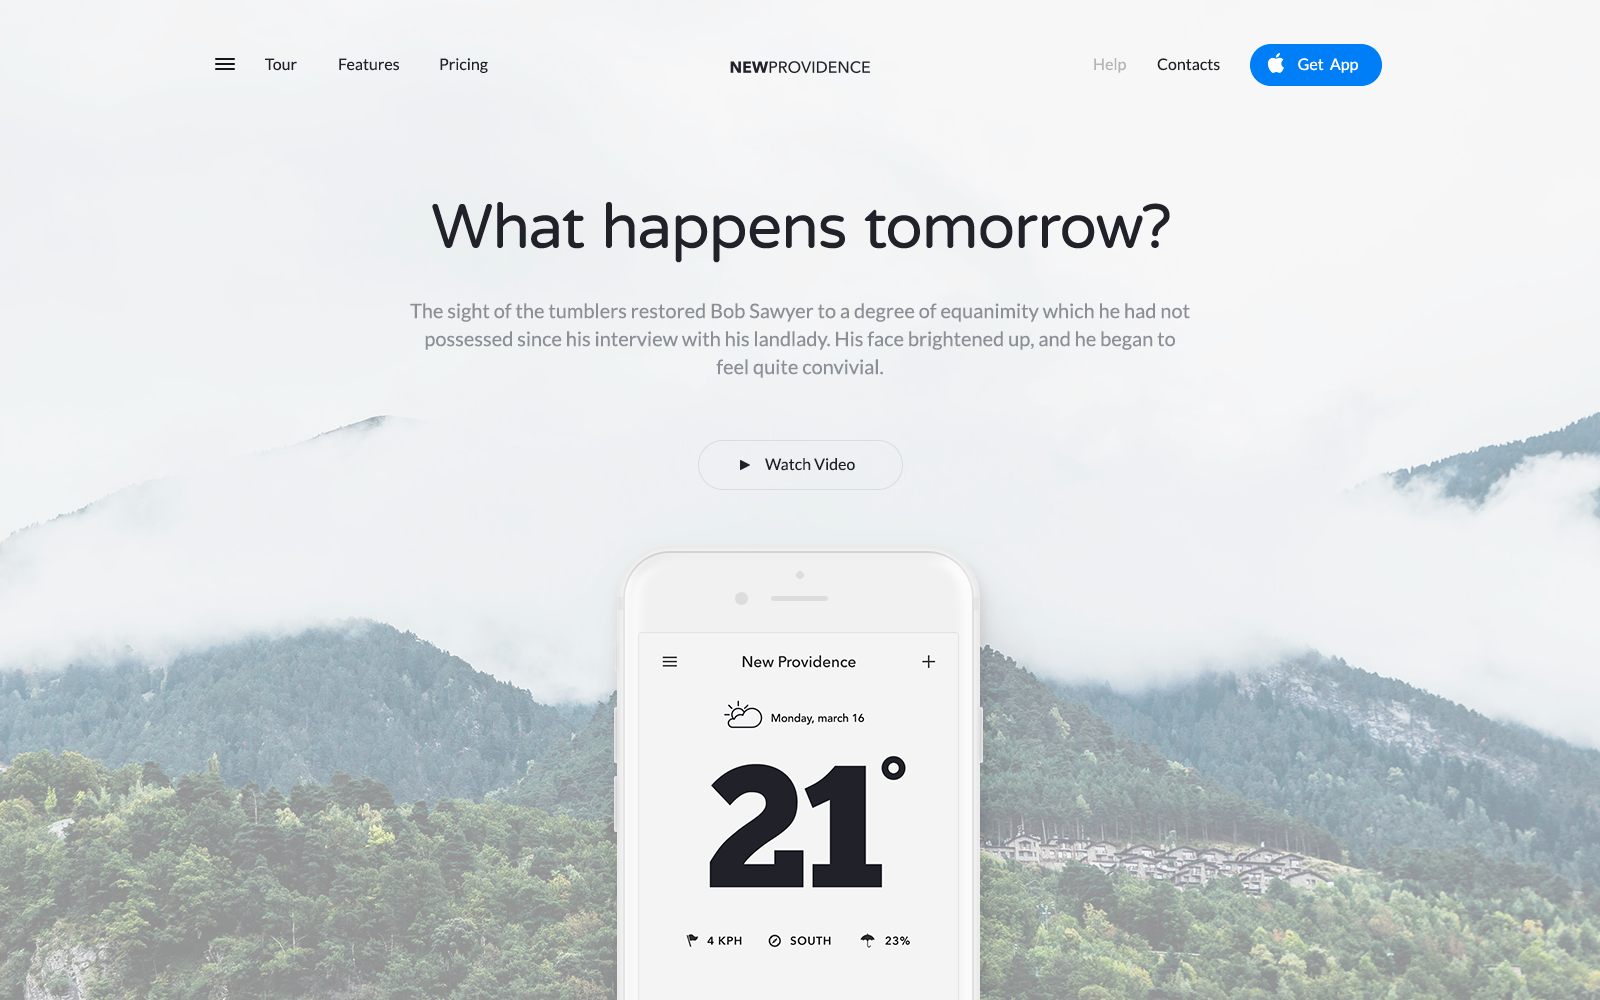 Tour Features Pricing NEWPROVIDENCE Help Contacts Get App
What happens tomorrow?
The sight of the tumblers restored Bob Sawyer to a degree of equanimity which he had not
possessed since his interview with his landlady. His face brightened up, and he began to
feel quite convivial.
Watch Video
New Providence
Monday, march 16
21°
4 KPH SOUTH 23%